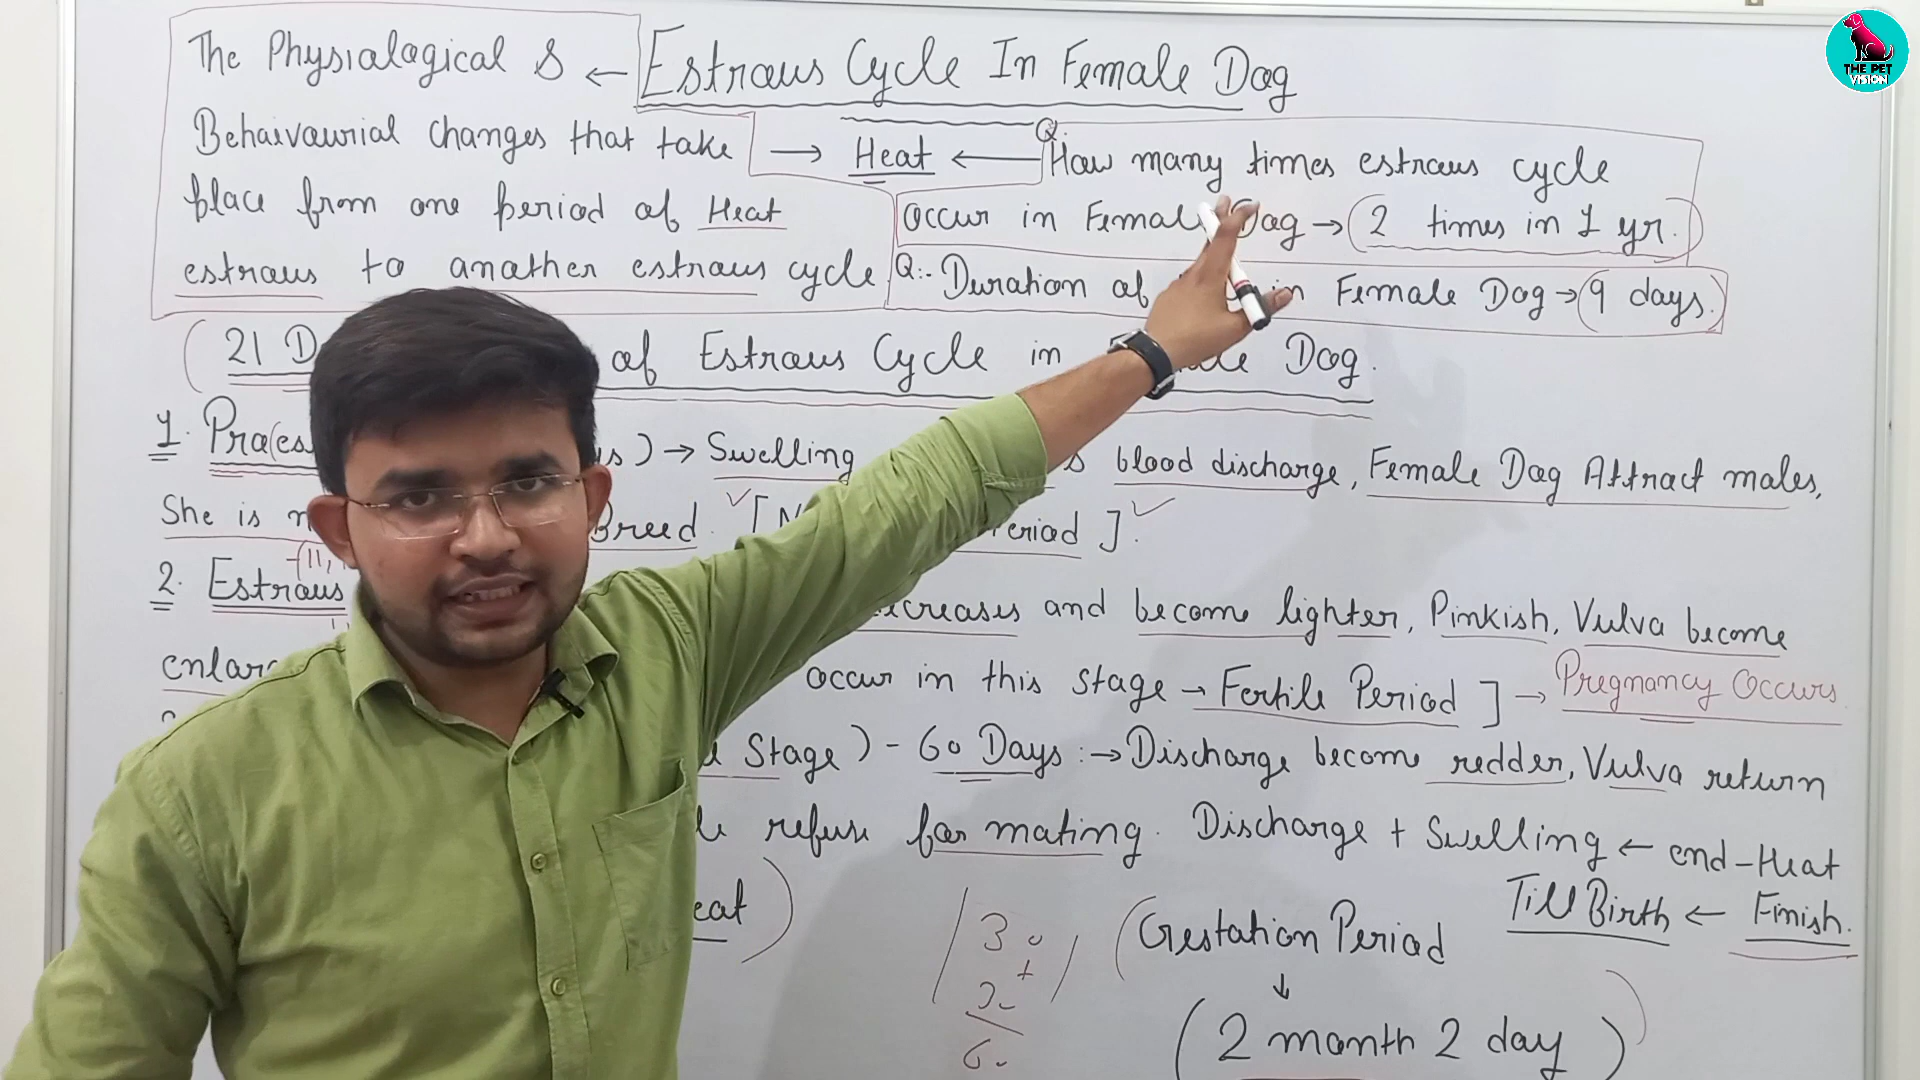 The Physialagical & ← Estraus Cycle In Female Dag
THE PET VISION
Behaivaurial changes that take → Heat ← Q. How many times estraus cycle
place from one period of Heat occur in Femal Dag → (2 times in 1 yr.)
estraus to anather estraus cycle Q:- Duration of in Female Dog → (9 days.)
(21 D of Estraus Cycle in Dog.
1. Pra(es s) → Swelling s blood discharge, Female Dog Attract males,
She is n Breed. [N eriod].
2. Estraus creases and become lighter, Pinkish, Vulva become
(11,
enlar occur in this stage → Fertile Period] → Pregnancy Occurs
Stage) - 60 Days :→ Discharge become redder, Vulva return
refuse for mating. Discharge + Swelling ← end-Heat
eat) Till Birth ← Finish.
30 (Gestation Period
+
30 ↓
60 (2 month 2 day)